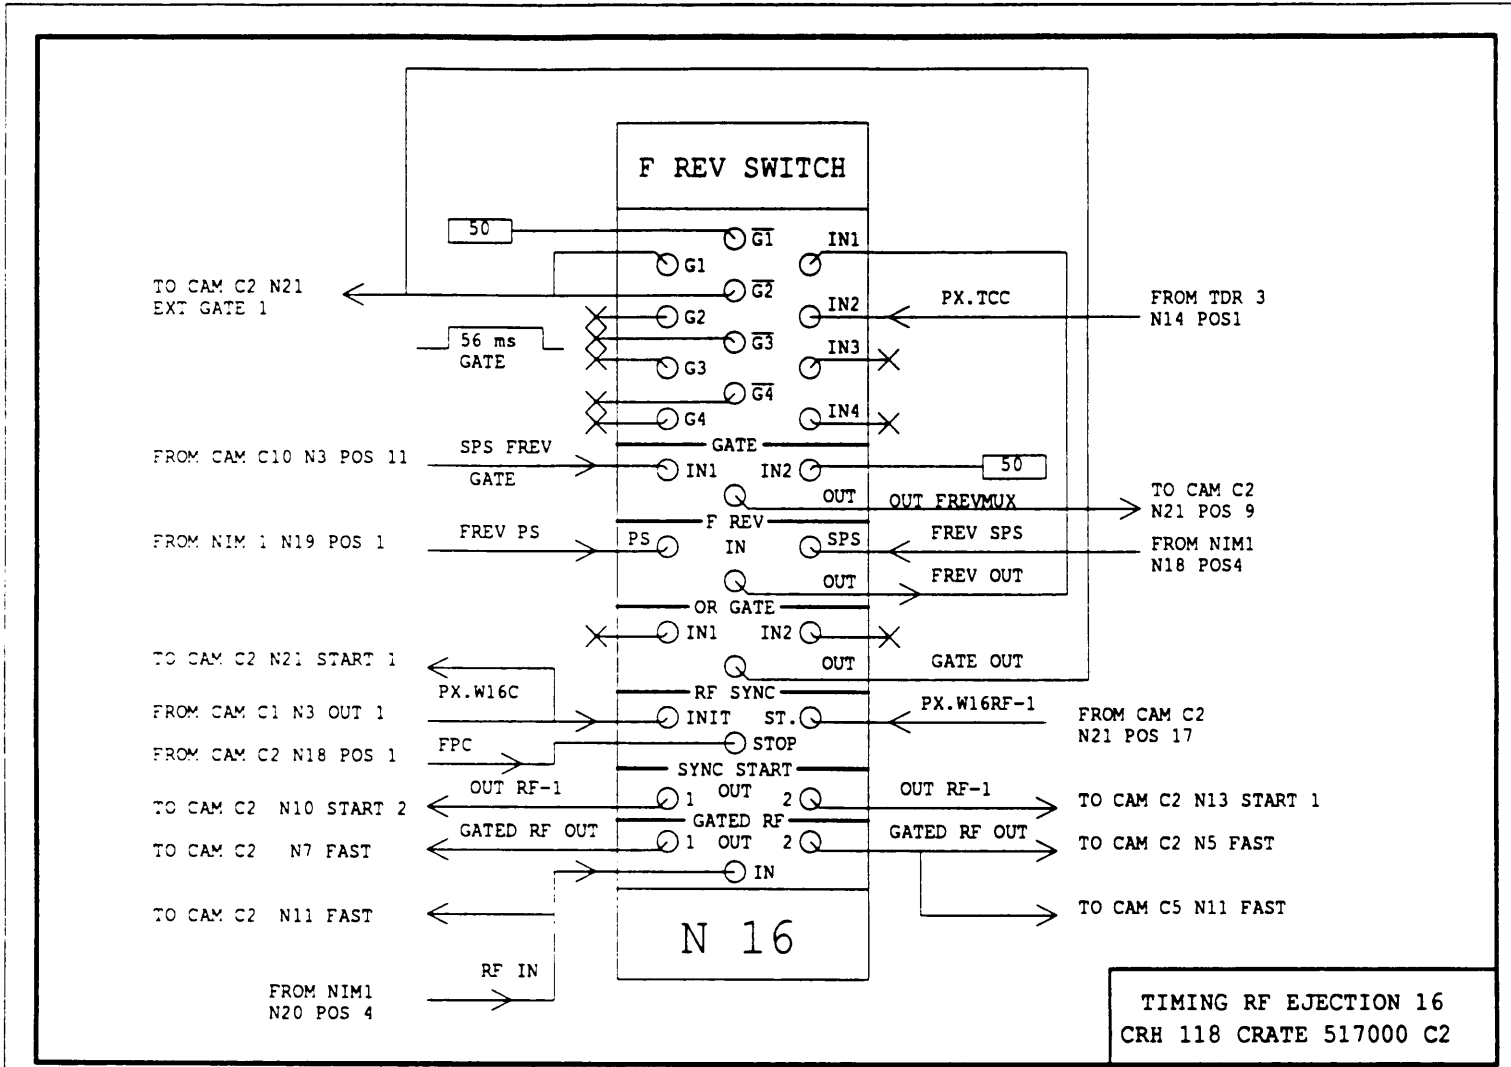 F REV SWITCH
50
G1
IN1
G1
TO CAM C2 N21
EXT GATE 1
G2
G2
IN2
PX.TCC
FROM TDR 3
N14 POS1
56 ms
GATE
G3
G3
IN3
G4
G4
IN4
GATE
FROM CAM C10 N3 POS 11
SPS FREV
GATE
IN1
IN2
50
OUT
OUT FREVMUX
TO CAM C2
N21 POS 9
F REV
FROM NIM 1 N19 POS 1
FREV PS
PS
IN
SPS
FREV SPS
FROM NIM1
N18 POS4
OUT
FREV OUT
OR GATE
IN1
IN2
TO CAM C2 N21 START 1
OUT
GATE OUT
RF SYNC
PX.W16C
FROM CAM C1 N3 OUT 1
INIT
ST.
PX.W16RF-1
FROM CAM C2
N21 POS 17
FROM CAM C2 N18 POS 1
FPC
STOP
SYNC START
TO CAM C2 N10 START 2
OUT RF-1
1 OUT 2
OUT RF-1
TO CAM C2 N13 START 1
GATED RF
TO CAM C2 N7 FAST
GATED RF OUT
1 OUT 2
GATED RF OUT
TO CAM C2 N5 FAST
IN
TO CAM C2 N11 FAST
TO CAM C5 N11 FAST
N 16
RF IN
FROM NIM1
N20 POS 4
TIMING RF EJECTION 16
CRH 118 CRATE 517000 C2